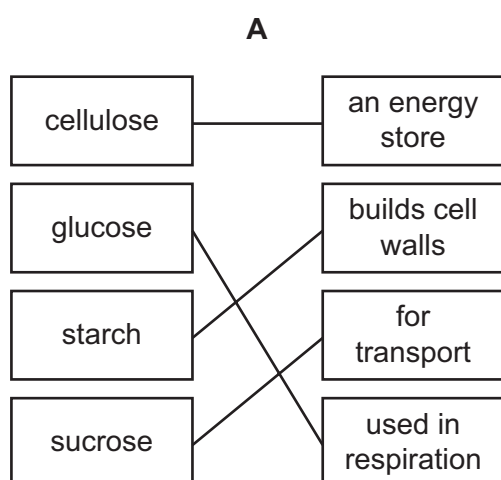 A
cellulose
an energy
store
glucose
builds cell
walls
starch
for
transport
sucrose
used in
respiration